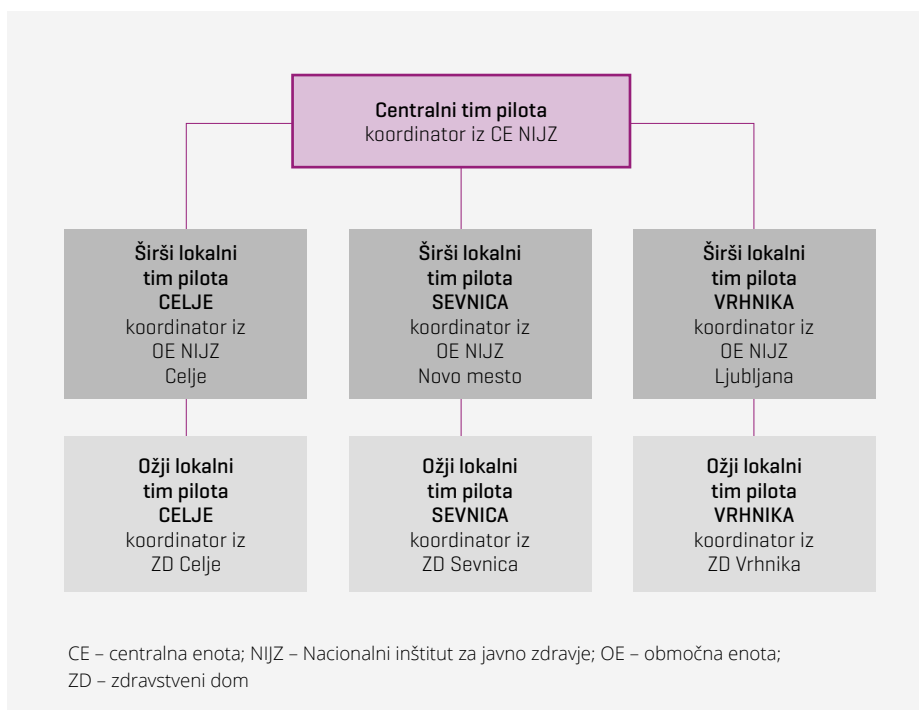 Centralni tim pilota
koordinator iz CE NIJZ
Širši lokalni
tim pilota
CELJE
koordinator iz
OE NIJZ
Celje
Širši lokalni
tim pilota
SEVNICA
koordinator iz
OE NIJZ
Novo mesto
Širši lokalni
tim pilota
VRHNIKA
koordinator iz
OE NIJZ
Ljubljana
Ožji lokalni
tim pilota
CELJE
koordinator iz
ZD Celje
Ožji lokalni
tim pilota
SEVNICA
koordinator iz
ZD Sevnica
Ožji lokalni
tim pilota
VRHNIKA
koordinator iz
ZD Vrhnika
CE – centralna enota; NIJZ – Nacionalni inštitut za javno zdravje; OE – območna enota;
ZD – zdravstveni dom